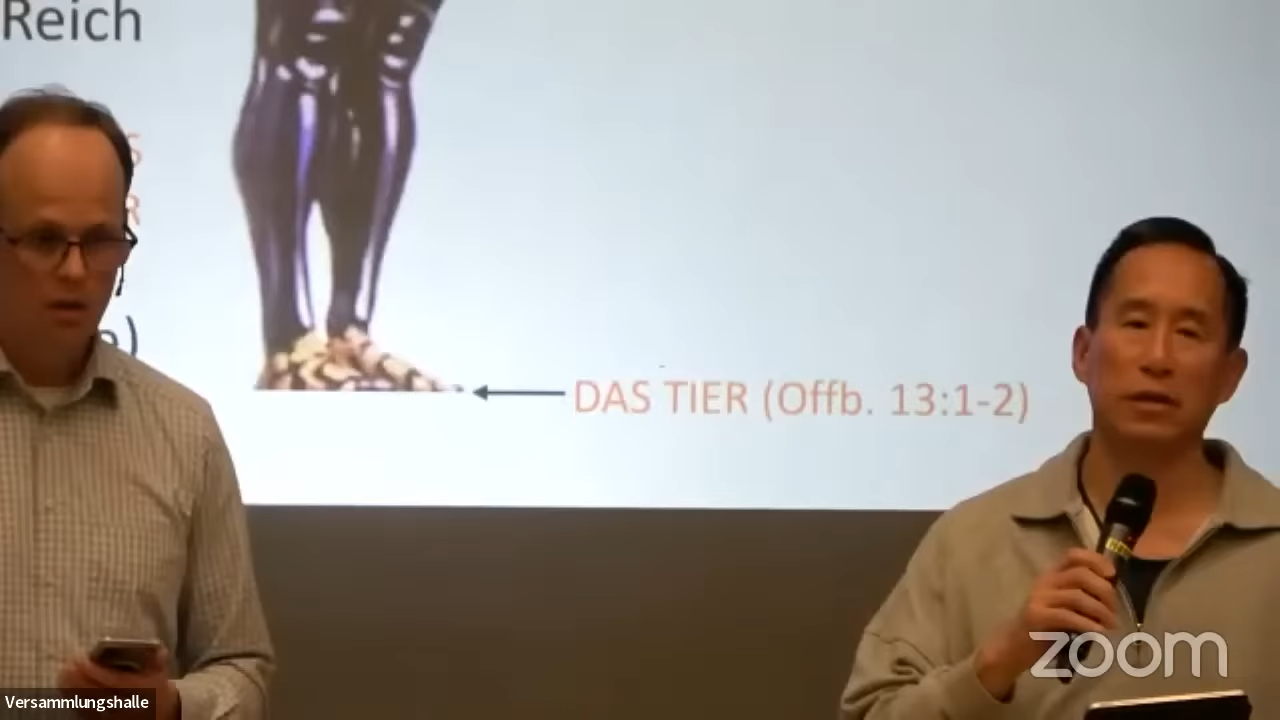 Reich
S
R
e)
DAS TIER (Offb. 13:1-2)
zoom
Versammlungshalle